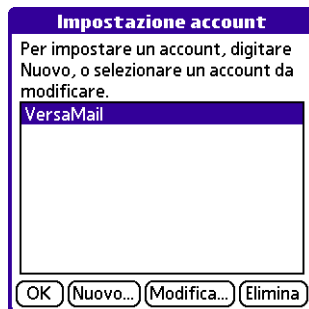 Impostazione account
Per impostare un account, digitare
Nuovo, o selezionare un account da
modificare.
VersaMail
OK Nuovo... Modifica... Elimina